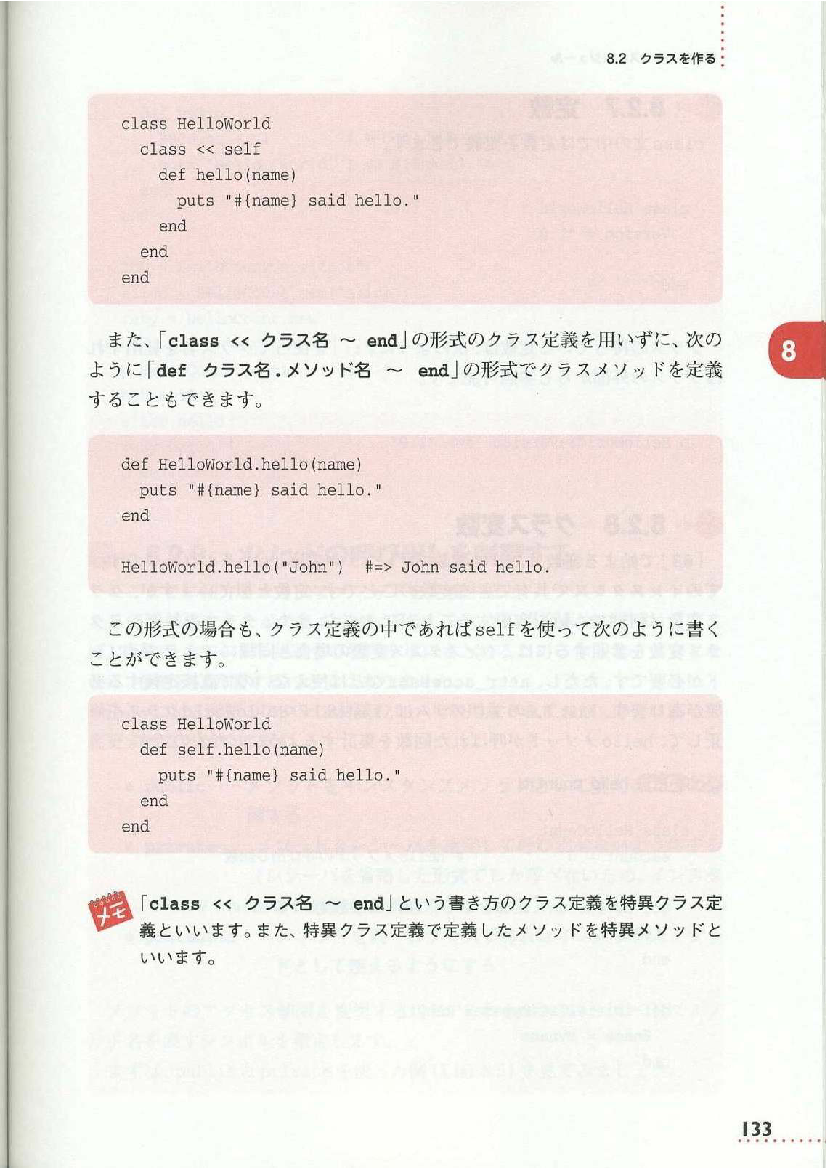 8.2 クラスを作る
class HelloWorld
  class << self
    def hello(name)
      puts "#{name} said hello."
    end
  end
end
また、「class << クラス名 ～ end」の形式のクラス定義を用いずに、次の
ように「def クラス名.メソッド名 ～ end」の形式でクラスメソッドを定義
することもできます。
8
def HelloWorld.hello(name)
  puts "#{name} said hello."
end
HelloWorld.hello("John")  #=> John said hello.
この形式の場合も、クラス定義の中であればselfを使って次のように書く
ことができます。
class HelloWorld
  def self.hello(name)
    puts "#{name} said hello."
  end
end
メモ
「class << クラス名 ～ end」という書き方のクラス定義を特異クラス定
義といいます。また、特異クラス定義で定義したメソッドを特異メソッドと
いいます。
133